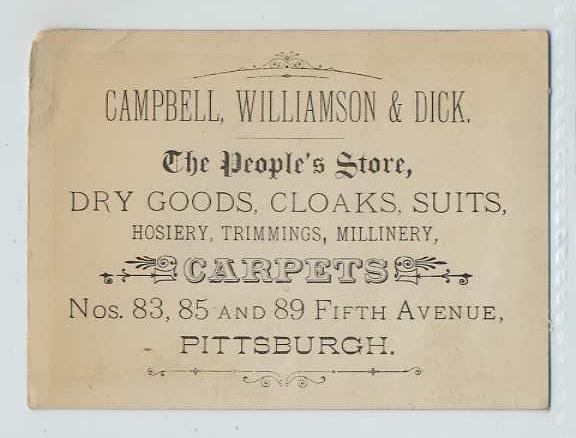 CAMPBELL, WILLIAMSON & DICK.
The People's Store,
DRY GOODS, CLOAKS, SUITS,
HOSIERY, TRIMMINGS, MILLINERY,
CARPETS
Nos. 83, 85 AND 89 FIFTH AVENUE,
PITTSBURGH.